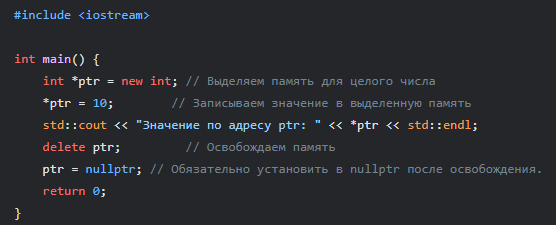 #include <iostream>
int main() {
int *ptr = new int; // Выделяем память для целого числа
*ptr = 10; // Записываем значение в выделенную память
std::cout << "Значение по адресу ptr: " << *ptr << std::endl;
delete ptr; // Освобождаем память
ptr = nullptr; // Обязательно установить в nullptr после освобождения.
return 0;
}